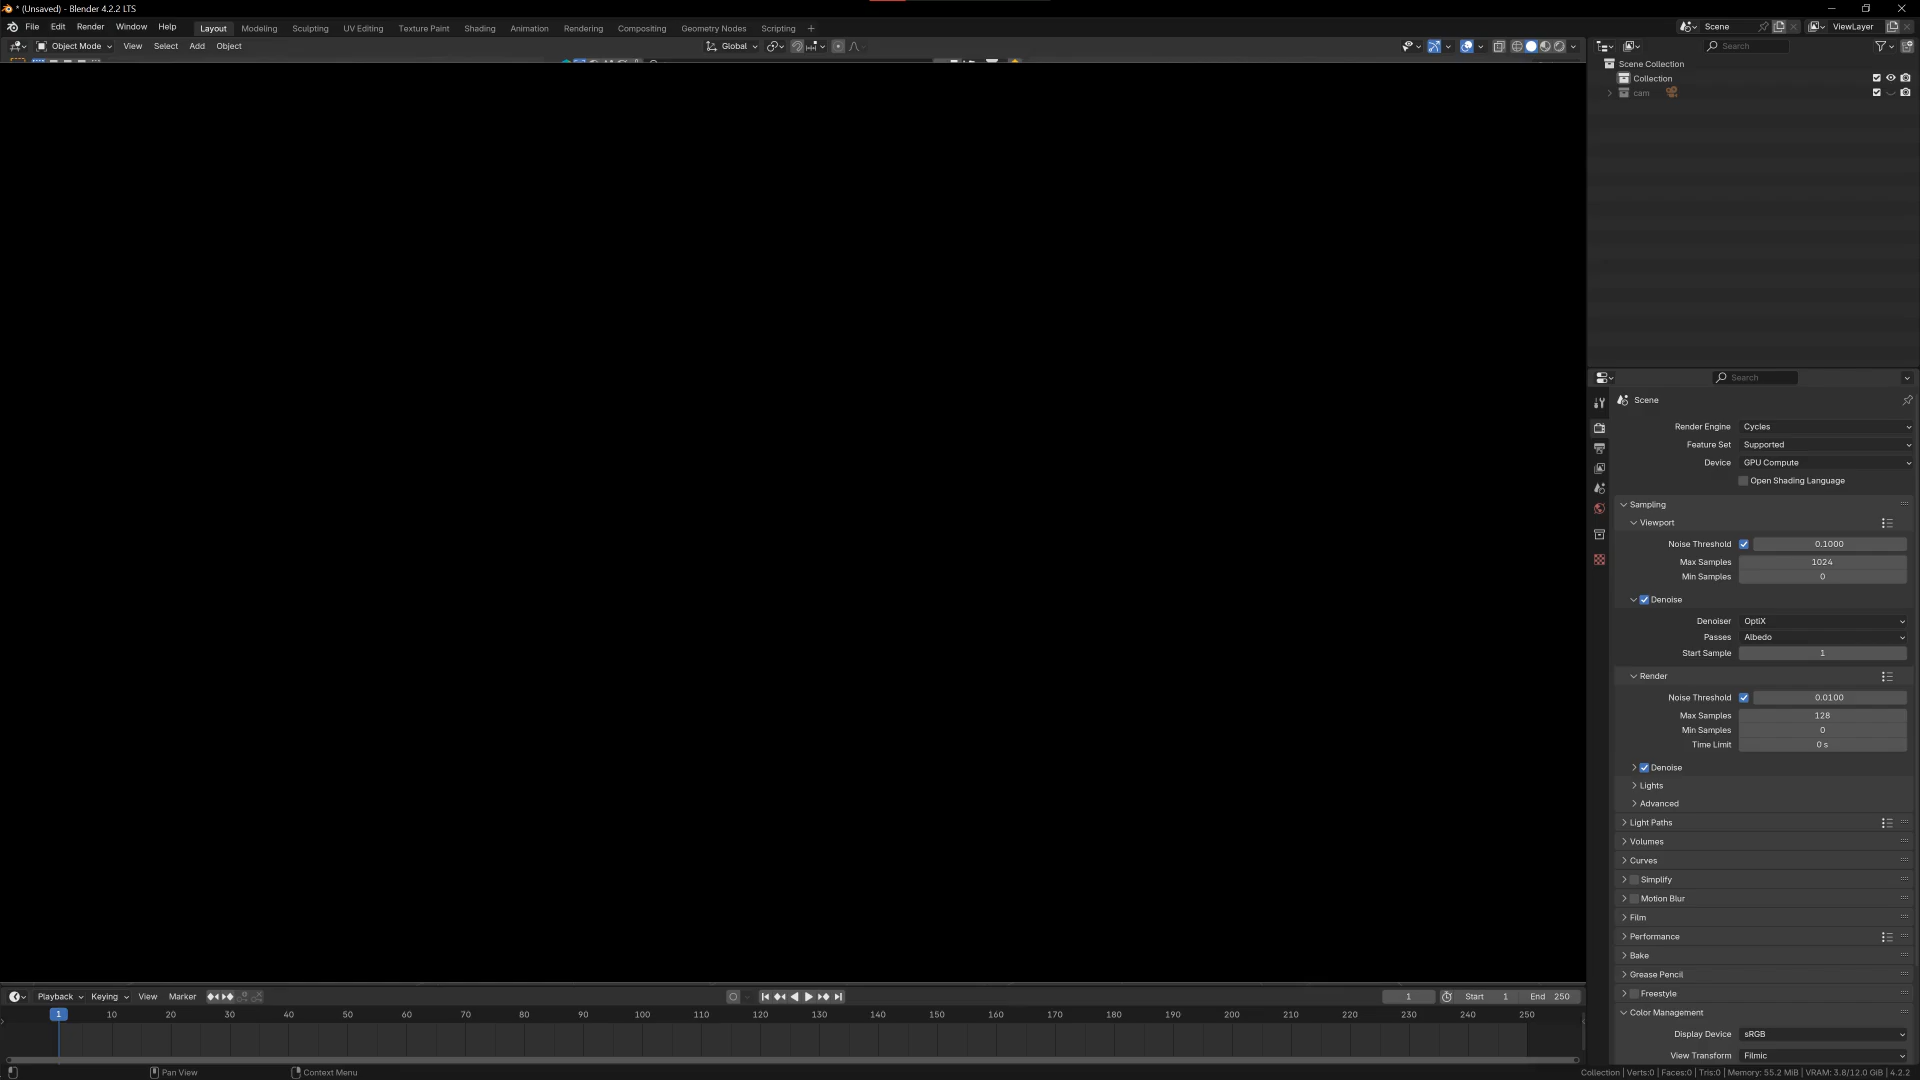 * (Unsaved) - Blender 4.2.2 LTS
File Edit Render Window Help Layout Modeling Sculpting UV Editing Texture Paint Shading Animation Rendering Compositing Geometry Nodes Scripting + Scene ViewLayer
Object Mode View Select Add Object Global Search
Scene Collection
Collection
cam
Search
Scene
Render Engine Cycles
Feature Set Supported
Device GPU Compute
Open Shading Language
Sampling
Viewport
Noise Threshold 0.1000
Max Samples 1024
Min Samples 0
Denoise
Denoiser OptiX
Passes Albedo
Start Sample 1
Render
Noise Threshold 0.0100
Max Samples 128
Min Samples 0
Time Limit 0 s
Denoise
Lights
Advanced
Light Paths
Volumes
Curves
Simplify
Motion Blur
Film
Performance
Bake
Grease Pencil
Freestyle
Color Management
Display Device sRGB
View Transform Filmic
Playback Keying View Marker 1 Start 1 End 250
1 10 20 30 40 50 60 70 80 90 100 110 120 130 140 150 160 170 180 190 200 210 220 230 240 250
Pan View Context Menu Collection | Verts:0 | Faces:0 | Tris:0 | Memory: 55.2 MiB | VRAM: 3.8/12.0 GiB | 4.2.2